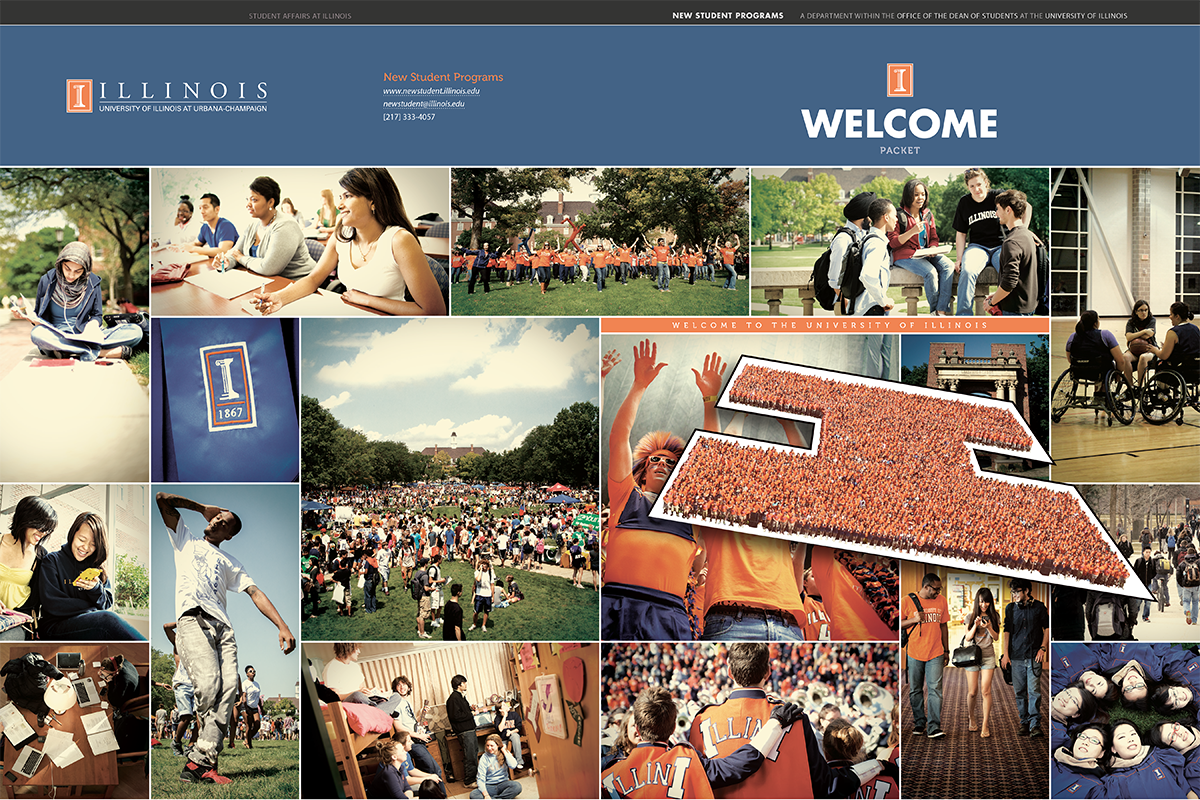 STUDENT AFFAIRS AT ILLINOIS
NEW STUDENT PROGRAMS A DEPARTMENT WITHIN THE OFFICE OF THE DEAN OF STUDENTS AT THE UNIVERSITY OF ILLINOIS
I ILLINOIS
UNIVERSITY OF ILLINOIS AT URBANA-CHAMPAIGN
New Student Programs
www.newstudent.illinois.edu
newstudent@illinois.edu
[217] 333-4057
I
WELCOME
PACKET
ILLINOIS
WELCOME TO THE UNIVERSITY OF ILLINOIS
I
1867
I
ILLINI
ILLINI